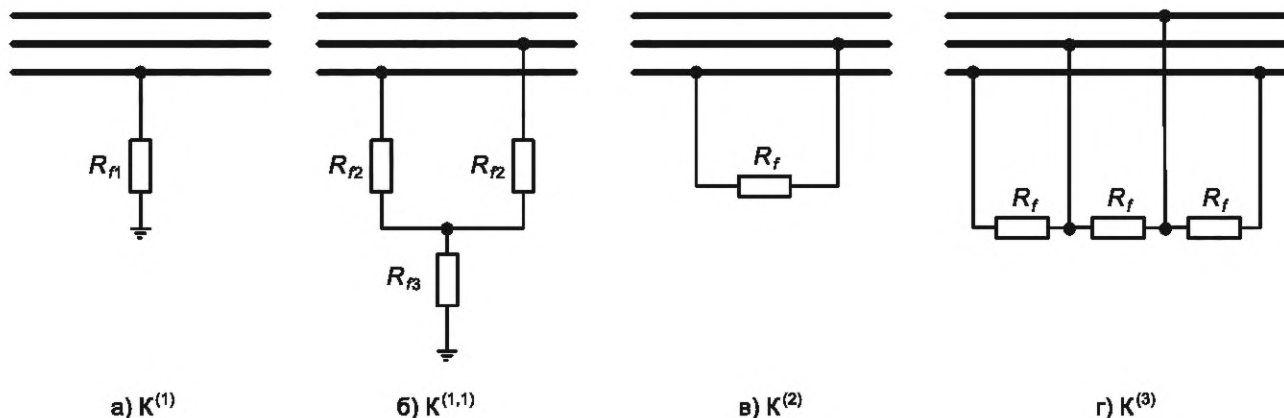 R_f1
R_f2
R_f2
R_f3
R_f
R_f
R_f
R_f
а) К^(1)
б) К^(1,1)
в) К^(2)
г) К^(3)